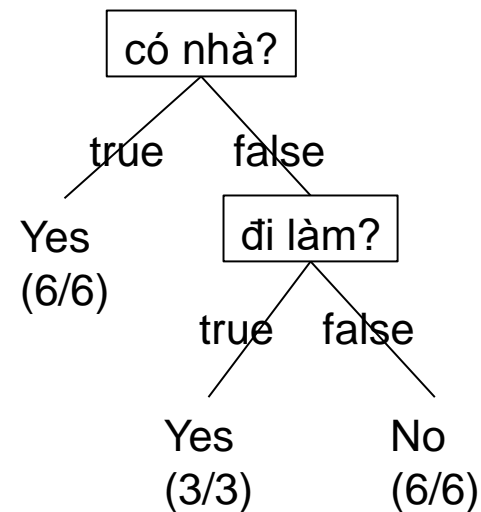 có nhà?
true
false
Yes
(6/6)
đi làm?
true
false
Yes
(3/3)
No
(6/6)